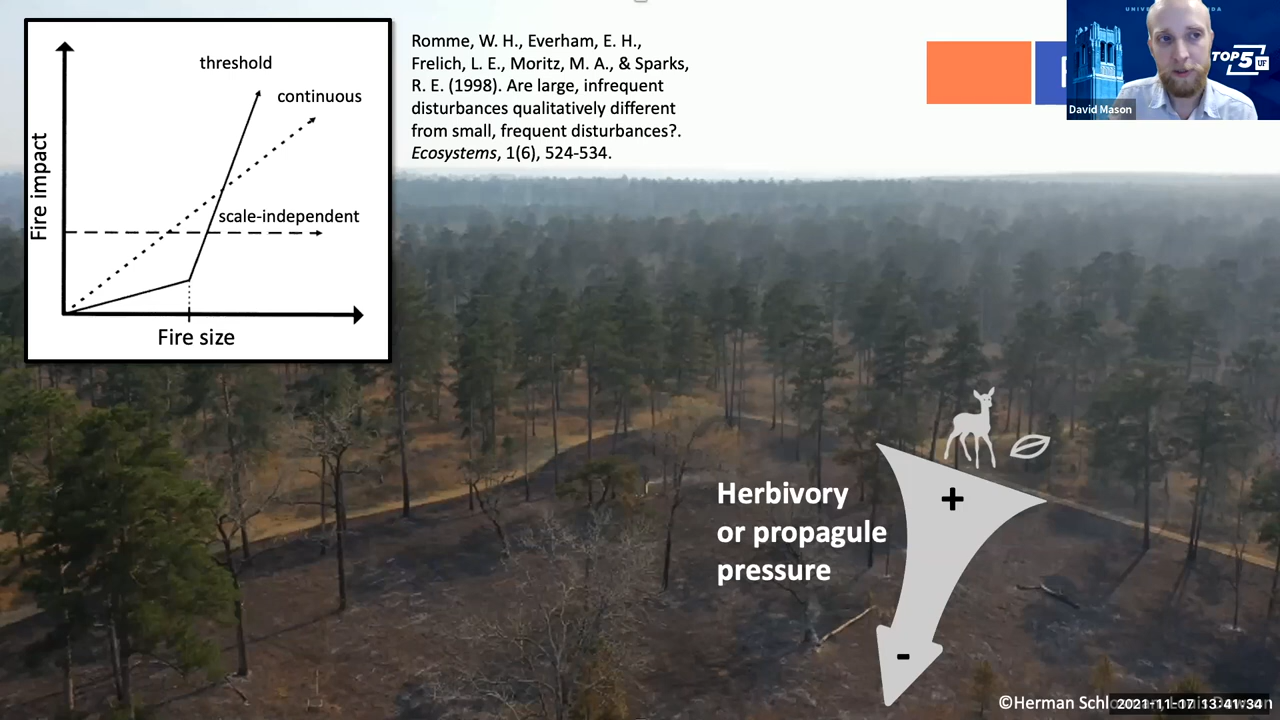 threshold
continuous
scale-independent
Fire impact
Fire size
Romme, W. H., Everham, E. H.,
Frelich, L. E., Moritz, M. A., & Sparks,
R. E. (1998). Are large, infrequent
disturbances qualitatively different
from small, frequent disturbances?.
Ecosystems, 1(6), 524-534.
TOP5
UF
David Mason
+
Herbivory
or propagule
pressure
-
©Herman
2021-11-17 13:41:34